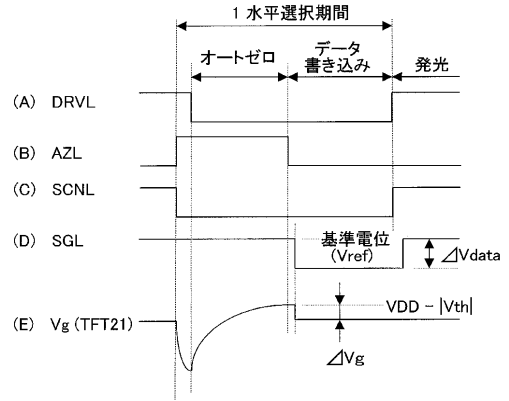 1 水平選択期間
オートゼロ
データ
書き込み
発光
(A) DRVL
(B) AZL
(C) SCNL
(D) SGL
基準電位
(Vref)
⊿Vdata
(E) Vg (TFT21)
VDD - |Vth|
⊿Vg